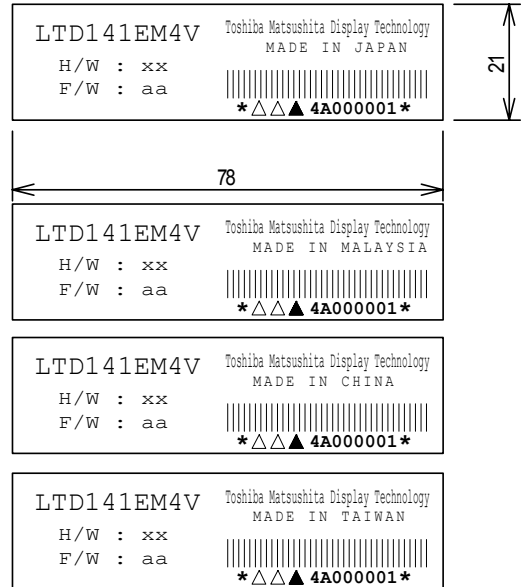 LTD141EM4V
H/W : xx
F/W : aa
Toshiba Matsushita Display Technology
MADE IN JAPAN
*△△▲ 4A000001*
21
78
LTD141EM4V
H/W : xx
F/W : aa
Toshiba Matsushita Display Technology
MADE IN MALAYSIA
*△△▲ 4A000001*
LTD141EM4V
H/W : xx
F/W : aa
Toshiba Matsushita Display Technology
MADE IN CHINA
*△△▲ 4A000001*
LTD141EM4V
H/W : xx
F/W : aa
Toshiba Matsushita Display Technology
MADE IN TAIWAN
*△△▲ 4A000001*